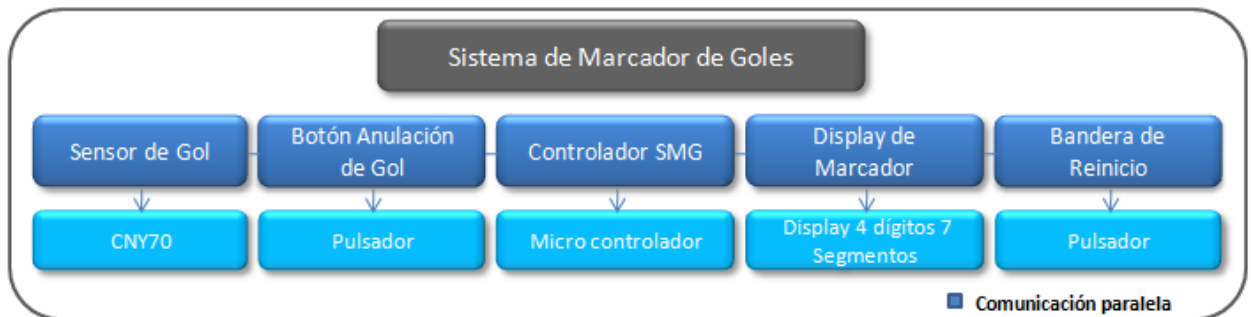 Sistema de Marcador de Goles
Sensor de Gol
Botón Anulación
de Gol
Controlador SMG
Display de
Marcador
Bandera de
Reinicio
CNY70
Pulsador
Micro controlador
Display 4 dígitos 7
Segmentos
Pulsador
Comunicación paralela